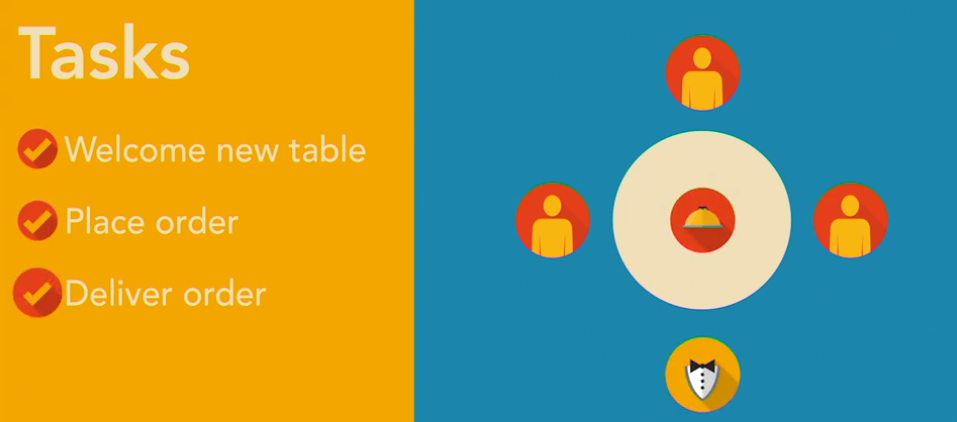 Tasks
Welcome new table
Place order
Deliver order